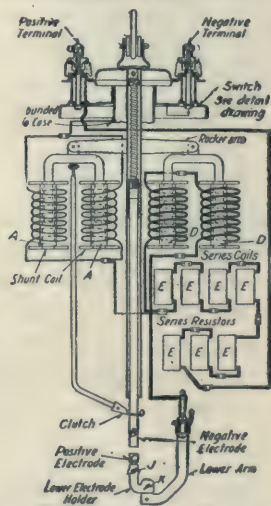 Positive
Terminal
Negative
Terminal
Switch
See detail
drawing
Grounded
to Case
Rocker arm
A
D
D
Shunt Coil
A
Series Coils
E
E
E
E
E
Series Resistors
E
E
E
Clutch
Positive
Electrode
J
K
Negative
Electrode
Lower Electrode
Holder
Lower Arm